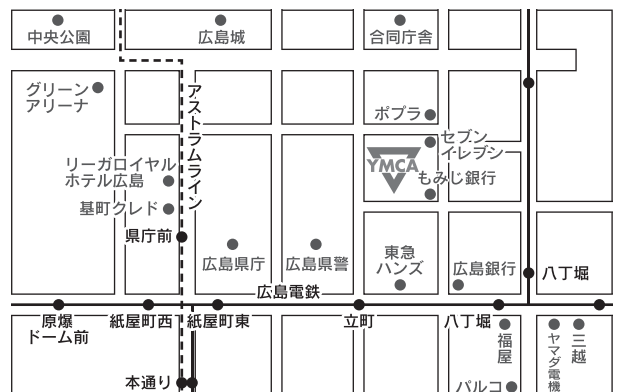 中央公園
広島城
合同庁舎
グリーン
アリーナ
アストラムライン
ポプラ
セブン
イレブン
YMCA
もみじ銀行
リーガロイヤル
ホテル広島
基町クレド
県庁前
広島県庁
広島県警
東急
ハンズ
広島銀行
八丁堀
広島電鉄
原爆
ドーム前
紙屋町西
紙屋町東
立町
八丁堀
福屋
ヤマダ電機
三越
本通り
パルコ